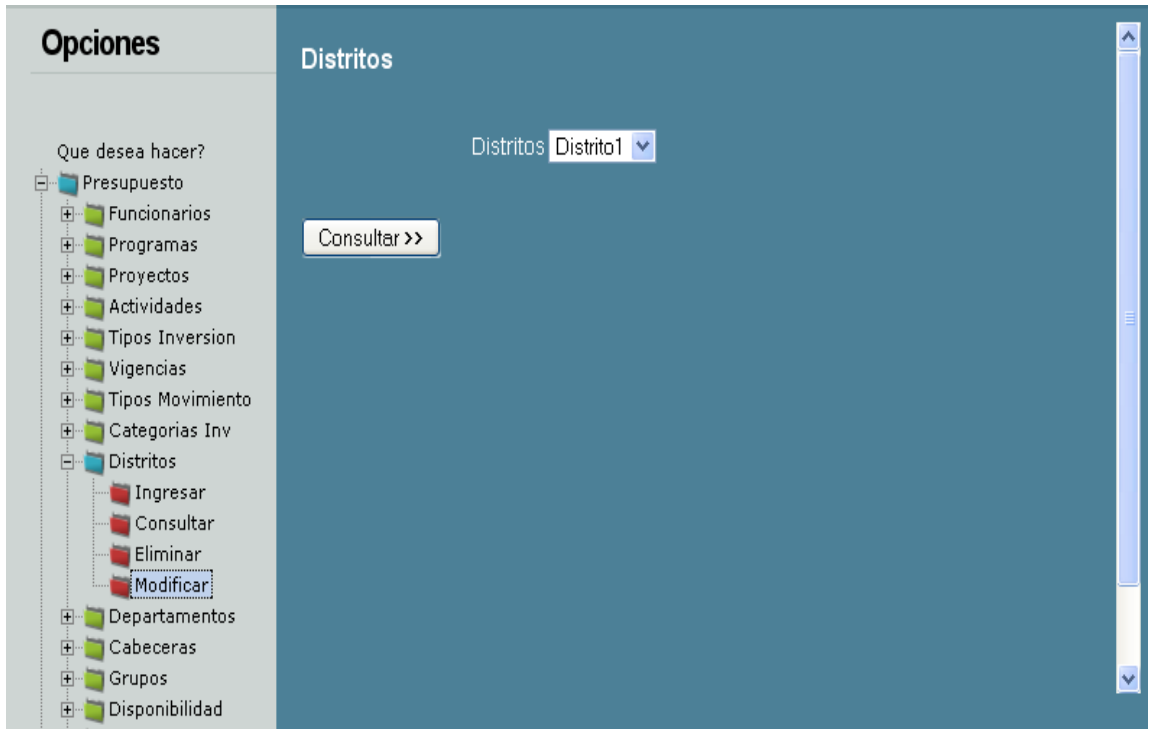 Opciones
Que desea hacer?
Presupuesto
Funcionarios
Programas
Proyectos
Actividades
Tipos Inversion
Vigencias
Tipos Movimiento
Categorias Inv
Distritos
Ingresar
Consultar
Eliminar
Modificar
Departamentos
Cabeceras
Grupos
Disponibilidad
Distritos
Distritos Distrito1
Consultar >>